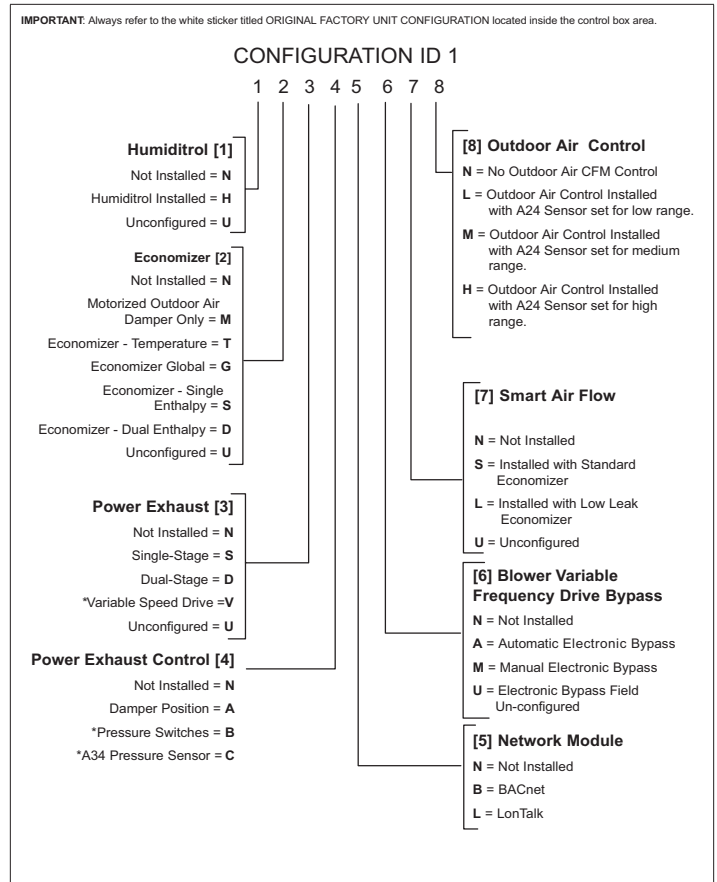 IMPORTANT: Always refer to the white sticker titled ORIGINAL FACTORY UNIT CONFIGURATION located inside the control box area.
CONFIGURATION ID 1
1 2 3 4 5 6 7 8
Humiditrol [1]
Not Installed = N
Humiditrol Installed = H
Unconfigured = U
Economizer [2]
Not Installed = N
Motorized Outdoor Air
Damper Only = M
Economizer - Temperature = T
Economizer Global = G
Economizer - Single
Enthalpy = S
Economizer - Dual Enthalpy = D
Unconfigured = U
Power Exhaust [3]
Not Installed = N
Single-Stage = S
Dual-Stage = D
*Variable Speed Drive =V
Unconfigured = U
Power Exhaust Control [4]
Not Installed = N
Damper Position = A
*Pressure Switches = B
*A34 Pressure Sensor = C
[8] Outdoor Air Control
N = No Outdoor Air CFM Control
L = Outdoor Air Control Installed
with A24 Sensor set for low range.
M = Outdoor Air Control Installed
with A24 Sensor set for medium
range.
H = Outdoor Air Control Installed
with A24 Sensor set for high
range.
[7] Smart Air Flow
N = Not Installed
S = Installed with Standard
Economizer
L = Installed with Low Leak
Economizer
U = Unconfigured
[6] Blower Variable
Frequency Drive Bypass
N = Not Installed
A = Automatic Electronic Bypass
M = Manual Electronic Bypass
U = Electronic Bypass Field
Un-configured
[5] Network Module
N = Not Installed
B = BACnet
L = LonTalk